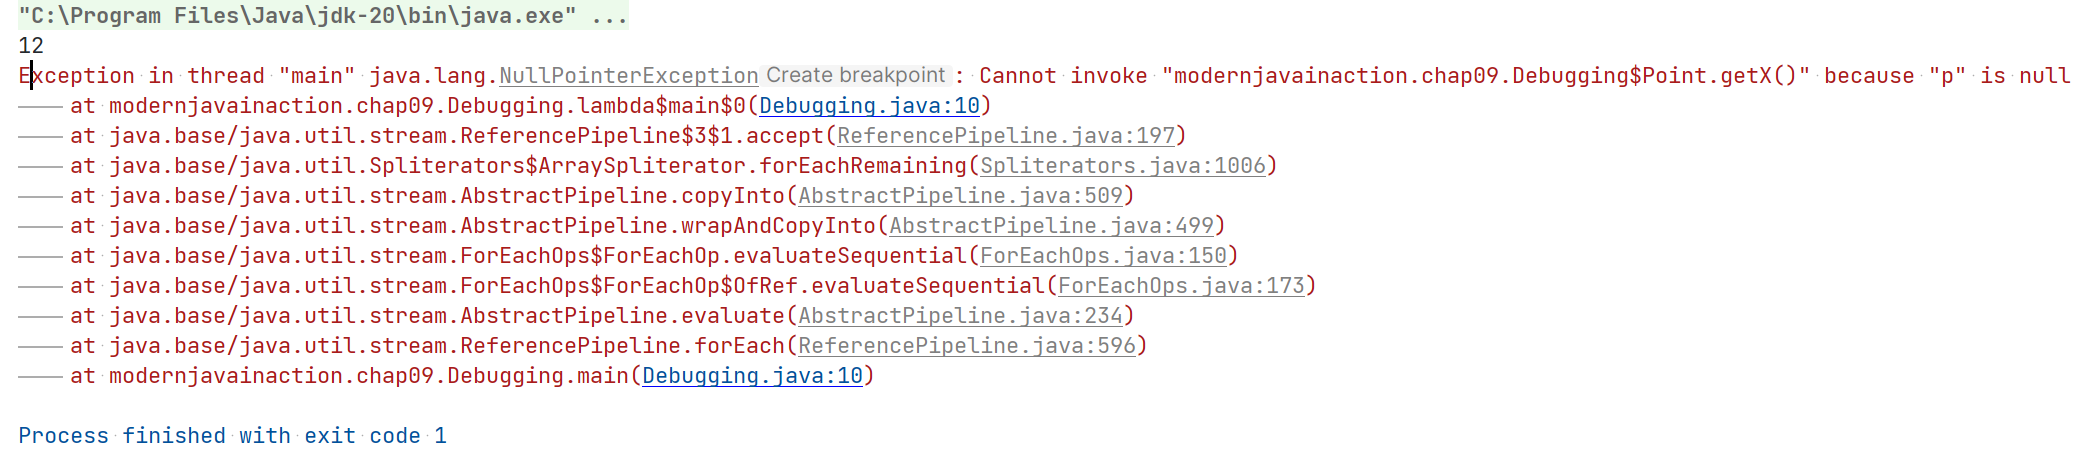 "C:\Program Files\Java\jdk-20\bin\java.exe" ...
12
Exception in thread "main" java.lang.NullPointerException Create breakpoint : Cannot invoke "modernjavainaction.chap09.Debugging$Point.getX()" because "p" is null
at modernjavainaction.chap09.Debugging.lambda$main$0(Debugging.java:10)
at java.base/java.util.stream.ReferencePipeline$3$1.accept(ReferencePipeline.java:197)
at java.base/java.util.Spliterators$ArraySpliterator.forEachRemaining(Spliterators.java:1006)
at java.base/java.util.stream.AbstractPipeline.copyInto(AbstractPipeline.java:509)
at java.base/java.util.stream.AbstractPipeline.wrapAndCopyInto(AbstractPipeline.java:499)
at java.base/java.util.stream.ForEachOps$ForEachOp.evaluateSequential(ForEachOps.java:150)
at java.base/java.util.stream.ForEachOps$ForEachOp$OfRef.evaluateSequential(ForEachOps.java:173)
at java.base/java.util.stream.AbstractPipeline.evaluate(AbstractPipeline.java:234)
at java.base/java.util.stream.ReferencePipeline.forEach(ReferencePipeline.java:596)
at modernjavainaction.chap09.Debugging.main(Debugging.java:10)
Process finished with exit code 1